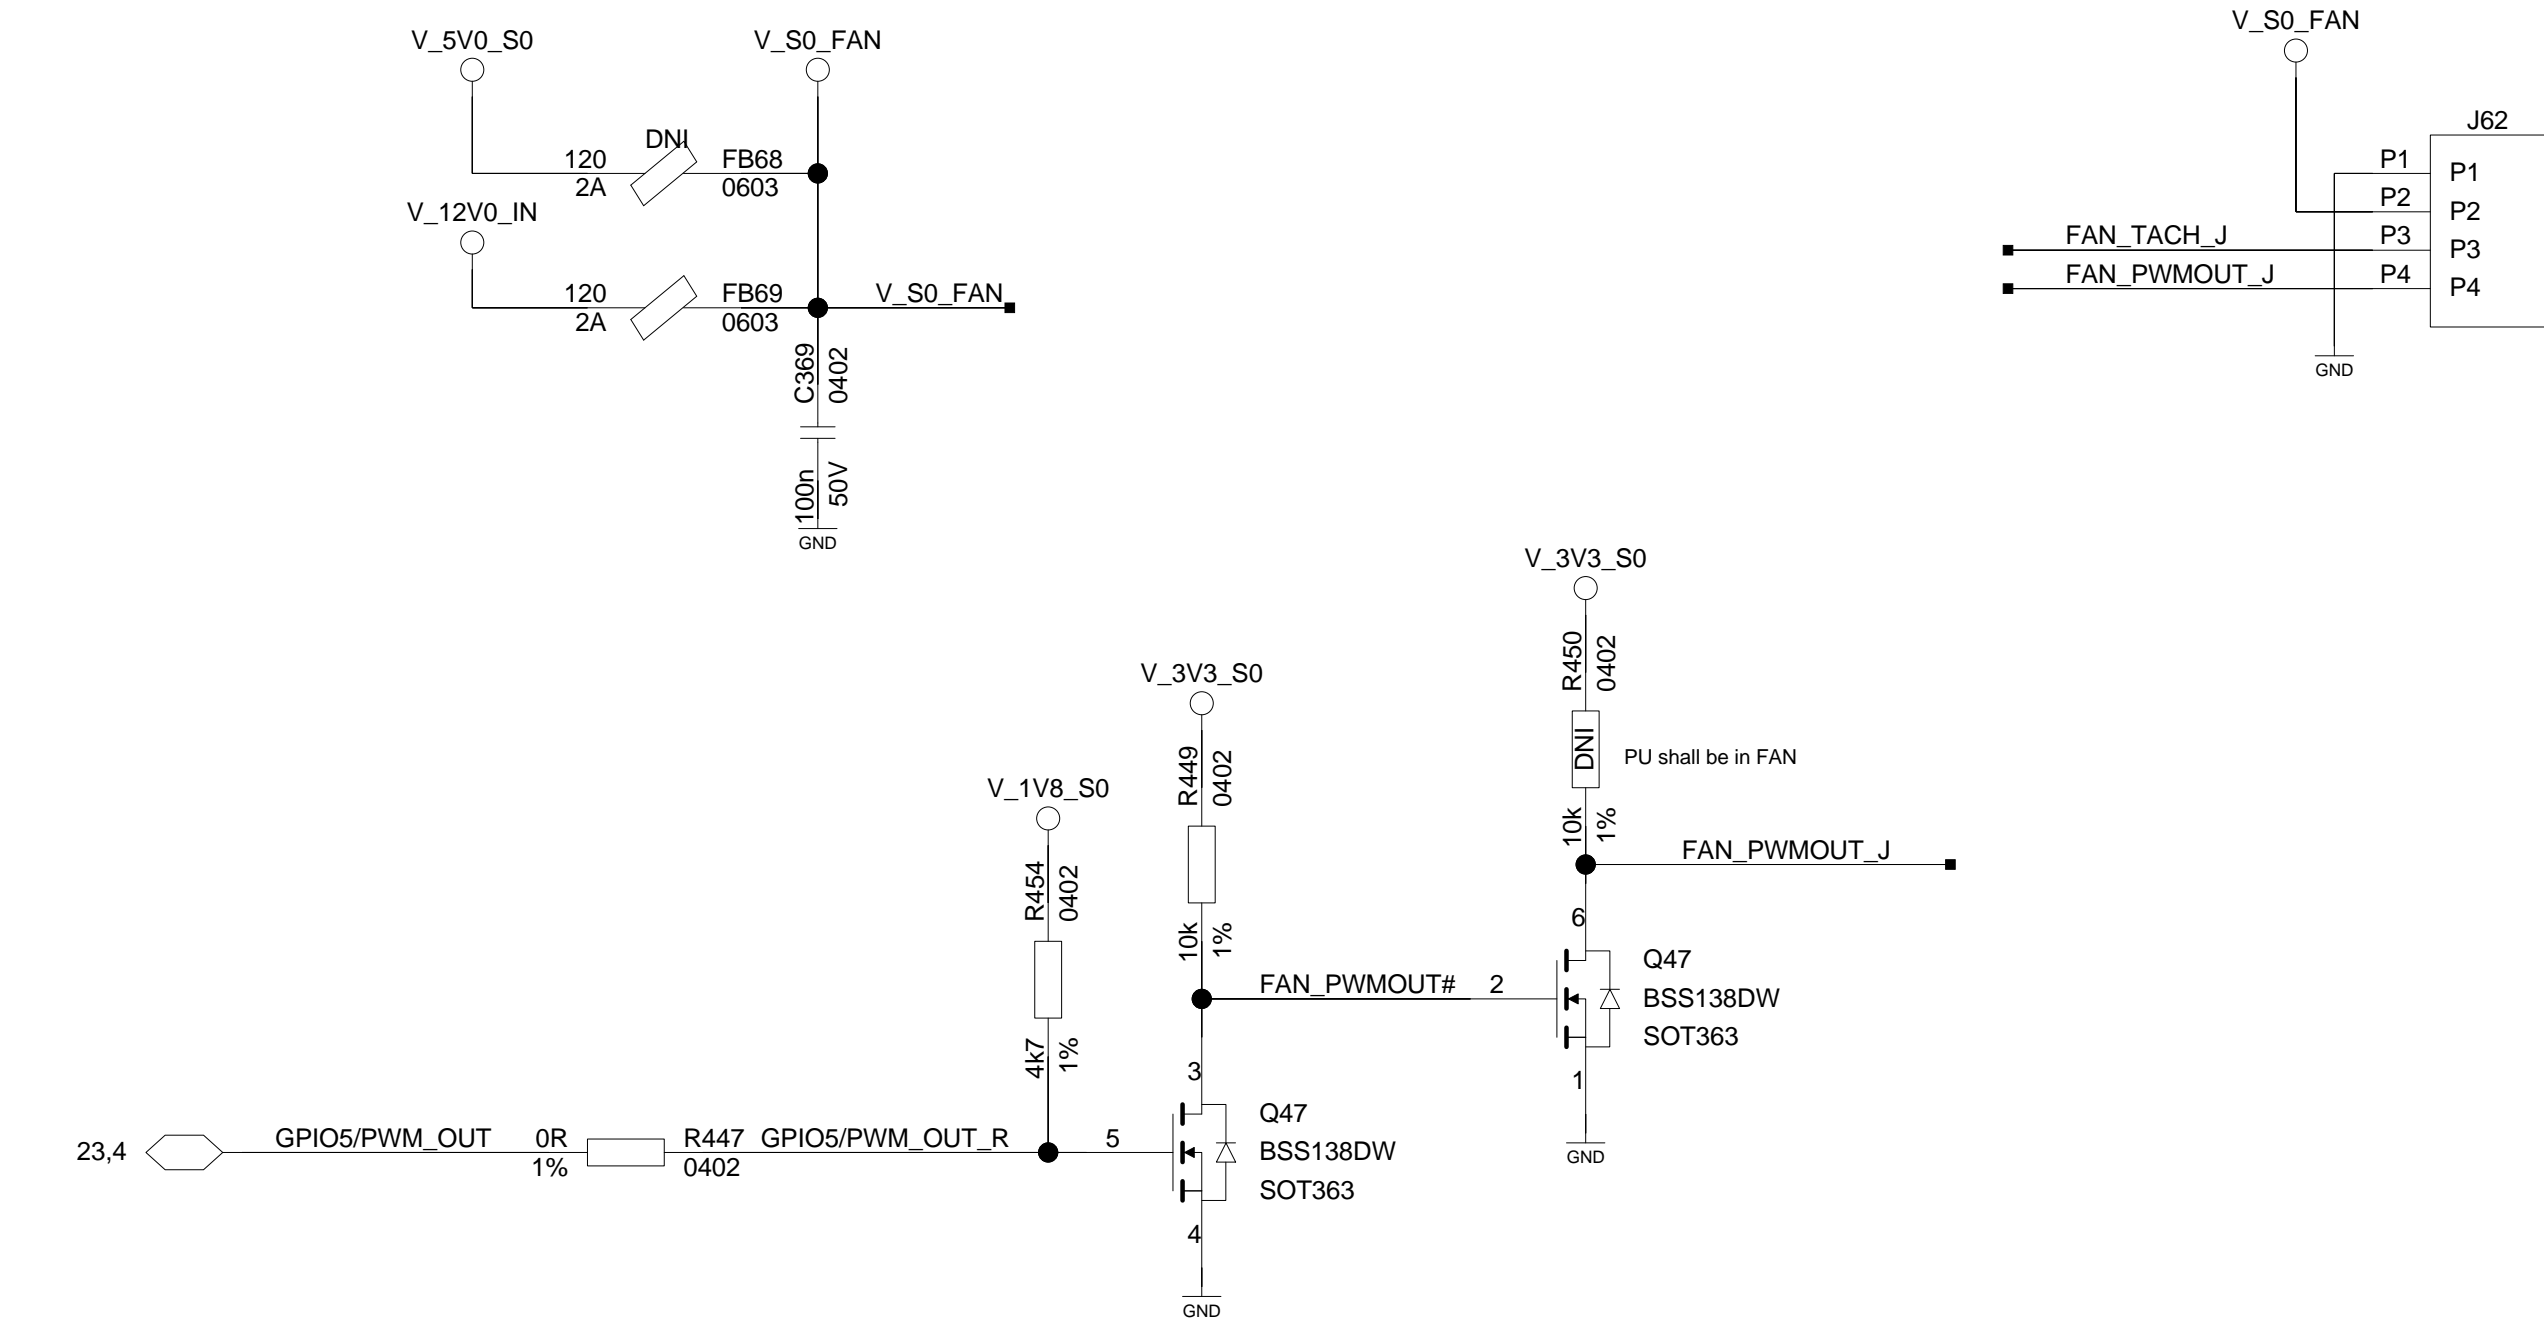 V_5V0_S0
V_S0_FAN
DNI
120
2A
FB68
0603
V_12V0_IN
120
2A
FB69
0603
V_S0_FAN
C369
0402
100n
50V
GND
V_S0_FAN
J62
P1
P1
P2
P2
FAN_TACH_J
P3
P3
FAN_PWMOUT_J
P4
P4
GND
V_3V3_S0
R450
0402
DNI
PU shall be in FAN
10k
1%
FAN_PWMOUT_J
6
Q47
BSS138DW
SOT363
1
GND
V_3V3_S0
R449
0402
10k
1%
FAN_PWMOUT#
2
V_1V8_S0
R454
0402
4k7
1%
3
Q47
BSS138DW
SOT363
4
GND
23,4
GPIO5/PWM_OUT
0R
1%
R447
0402
GPIO5/PWM_OUT_R
5